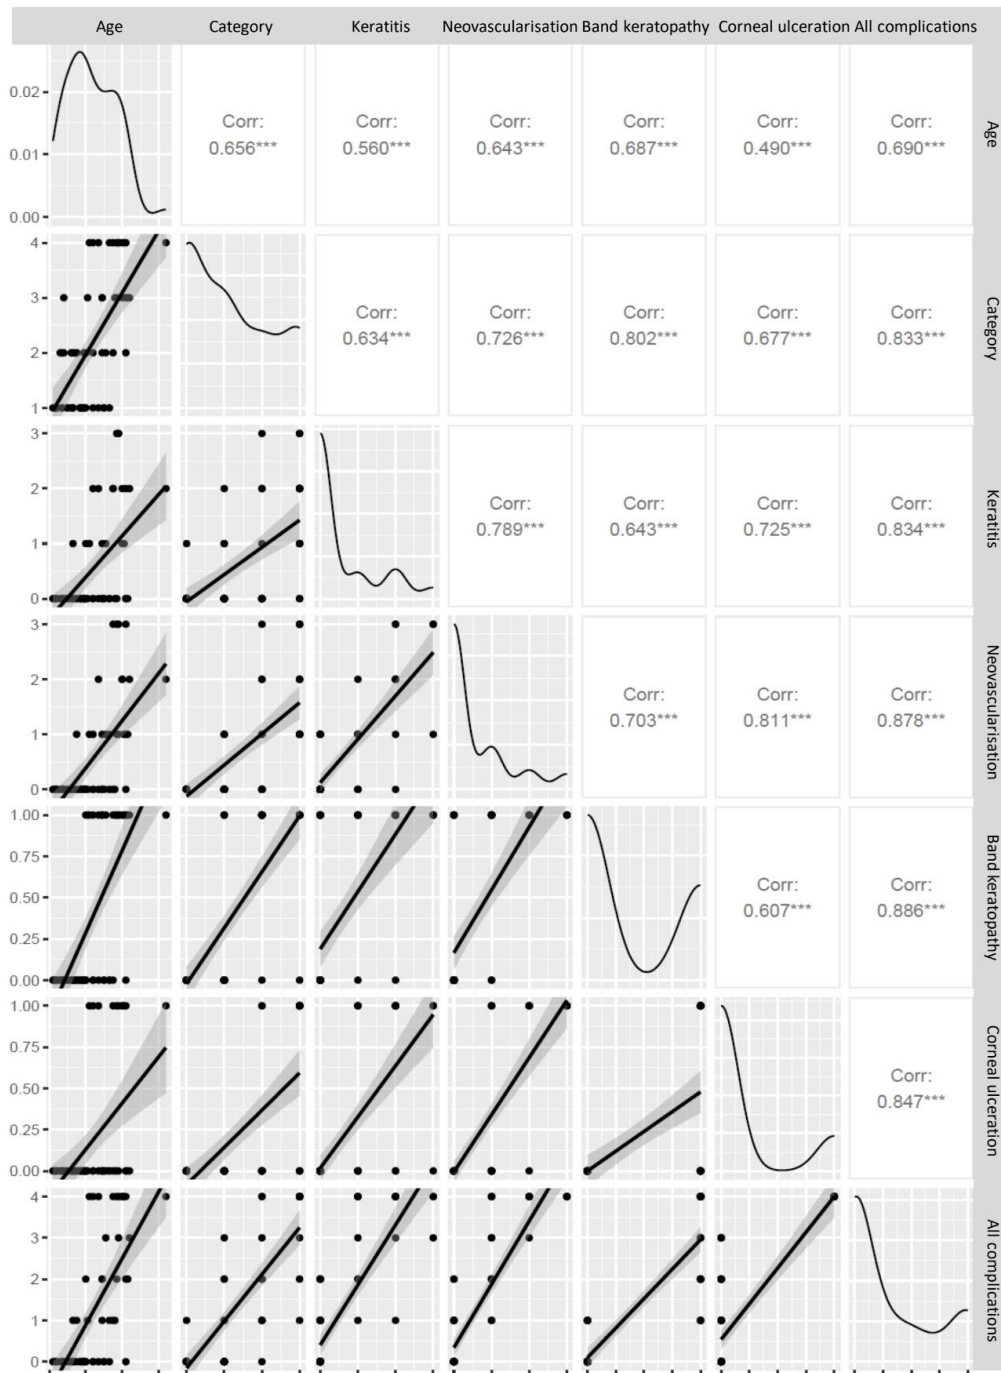 Age Category Keratitis Neovascularisation Band keratopathy Corneal ulceration All complications
0.02
0.01
0.00
Corr:
0.656***
Corr:
0.560***
Corr:
0.643***
Corr:
0.687***
Corr:
0.490***
Corr:
0.690***
Age
4
3
2
1
Corr:
0.634***
Corr:
0.726***
Corr:
0.802***
Corr:
0.677***
Corr:
0.833***
Category
3
2
1
0
Corr:
0.789***
Corr:
0.643***
Corr:
0.725***
Corr:
0.834***
Keratitis
3
2
1
0
Corr:
0.703***
Corr:
0.811***
Corr:
0.878***
Neovascularisation
1.00
0.75
0.50
0.25
0.00
Corr:
0.607***
Corr:
0.886***
Band keratopathy
1.00
0.75
0.50
0.25
0.00
Corr:
0.847***
Corneal ulceration
4
3
2
1
0
All complications